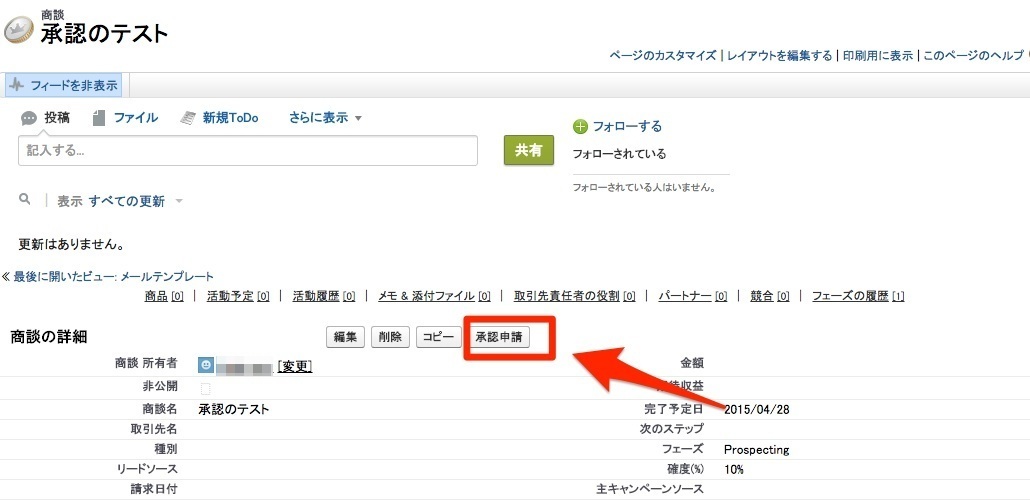 商談
承認のテスト
ページのカスタマイズ | レイアウトを編集する | 印刷用に表示 | このページのヘルプ
フィードを非表示
投稿 ファイル 新規ToDo さらに表示
記入する...
共有
フォローする
フォローされている
フォローされている人はいません。
表示 すべての更新
更新はありません。
≪ 最後に開いたビュー: メールテンプレート
商品 [0] | 活動予定 [0] | 活動履歴 [0] | メモ & 添付ファイル [0] | 取引先責任者の役割 [0] | パートナー [0] | 競合 [0] | フェーズの履歴 [1]
商談の詳細 編集 削除 コピー 承認申請
商談 所有者 [変更] 金額
非公開 収益
商談名 承認のテスト 完了予定日 2015/04/28
取引先名 次のステップ
種別 フェーズ Prospecting
リードソース 確度(%) 10%
請求日付 主キャンペーンソース